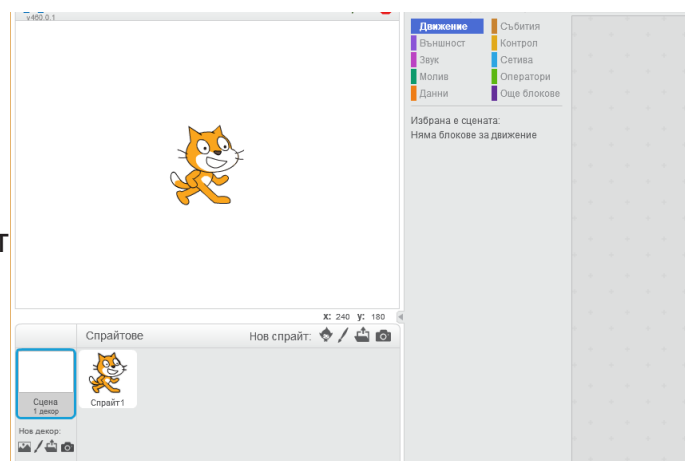 v460.0.1
Движение Събития
Външност Контрол
Звук Сетива
Молив Оператори
Данни Още блокове
Избрана е сцената:
Няма блокове за движение
т
x: 240 y: 180
Спрайтове Нов спрайт:
Сцена
1 декор
Спрайт1
Нов декор: